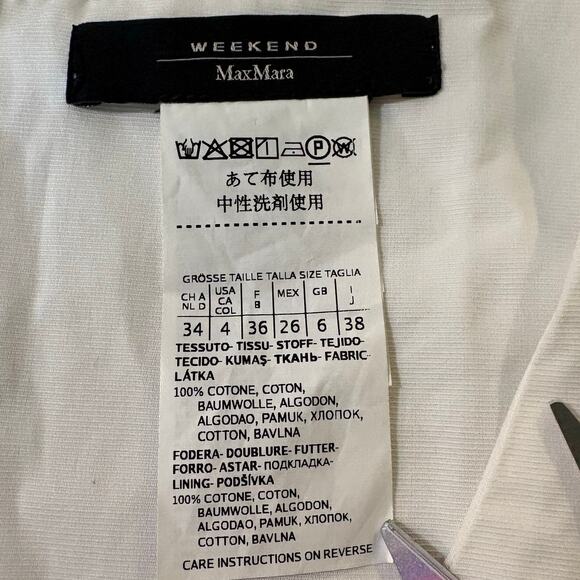 WEEKEND
MaxMara
あて布使用
中性洗剤使用
GRÖSSE TAILLE TALLA SIZE TAGLIA
CH A NL D USA CA COL F B MEX GB I J
34 4 36 26 6 38
TESSUTO- TISSU- STOFF- TEJIDO-
TECIDO- KUMAŞ- ТКАНЬ- FABRIC-
LÁTKA
100% COTONE, COTON,
BAUMWOLLE, ALGODON,
ALGODAO, PAMUK, ХЛОПОК,
COTTON, BAVLNA
FODERA- DOUBLURE- FUTTER-
FORRO- ASTAR- ПОДКЛАДКА-
LINING- PODŠÍVKA
100% COTONE, COTON,
BAUMWOLLE, ALGODON,
ALGODAO, PAMUK, ХЛОПОК,
COTTON, BAVLNA
CARE INSTRUCTIONS ON REVERSE